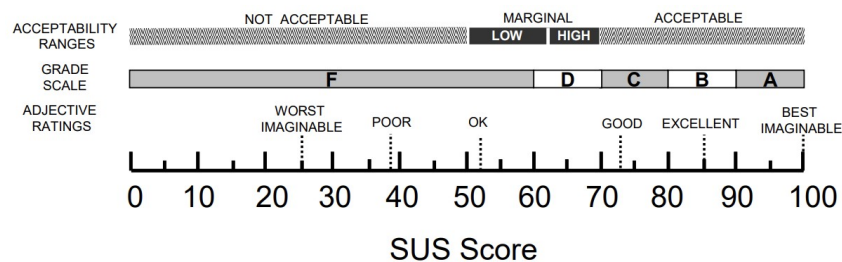 ACCEPTABILITY RANGES
NOT ACCEPTABLE
MARGINAL
ACCEPTABLE
LOW
HIGH
GRADE SCALE
F
D
C
B
A
ADJECTIVE RATINGS
WORST IMAGINABLE
POOR
OK
GOOD
EXCELLENT
BEST IMAGINABLE
0 10 20 30 40 50 60 70 80 90 100
SUS Score